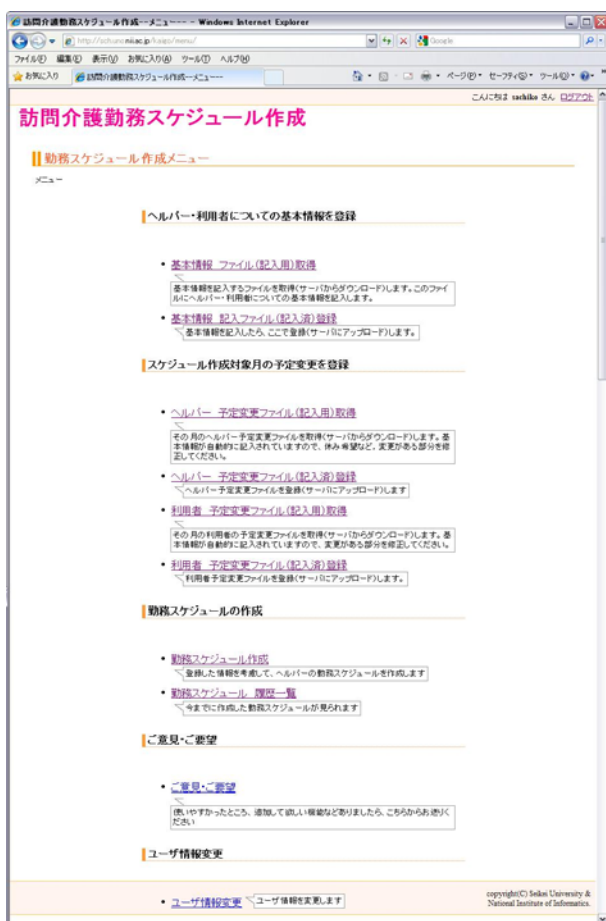 訪問介護勤務スケジュール作成--メニュー--- - Windows Internet Explorer
Google
ファイル(F) 編集(E) 表示(V) お気に入り(A) ツール(T) ヘルプ(H)
お気に入り 訪問介護勤務スケジュール作成--メニュー--- ページ(P) セーフティ(S) ツール(O)
こんにちは sachiko さん ログアウト
訪問介護勤務スケジュール作成
勤務スケジュール作成メニュー
メニュー
ヘルパー・利用者についての基本情報を登録
• 基本情報 ファイル(記入用)取得
基本情報を記入するファイルを取得(サーバからダウンロード)します。このファイ
ルにヘルパー・利用者についての基本情報を記入します。
• 基本情報 記入ファイル(記入済)登録
基本情報を記入したら、ここで登録(サーバにアップロード)します。
スケジュール作成対象月の予定変更を登録
• ヘルパー 予定変更ファイル(記入用)取得
その月のヘルパー予定変更ファイルを取得(サーバからダウンロード)します。基
本情報が自動的に記入されていますので、休み希望など、変更がある部分を修
正してください。
• ヘルパー 予定変更ファイル(記入済)登録
ヘルパー予定変更ファイルを登録(サーバにアップロード)します
• 利用者 予定変更ファイル(記入用)取得
その月の利用者の予定変更ファイルを取得(サーバからダウンロード)します。基
本情報が自動的に記入されていますので、変更がある部分を修正してください。
• 利用者 予定変更ファイル(記入済)登録
利用者予定変更ファイルを登録(サーバにアップロード)します。
勤務スケジュールの作成
• 勤務スケジュール作成
登録した情報を考慮して、ヘルパーの勤務スケジュールを作成します
• 勤務スケジュール 履歴一覧
今までに作成した勤務スケジュールが見られます
ご意見・ご要望
• ご意見・ご要望
使いやすかったところ、追加して欲しい機能などありましたら、こちらからお送りく
ださい
ユーザ情報変更
• ユーザ情報変更 ユーザ情報を変更します
copyright(C) Seikei University &
National Institute of Informatics.